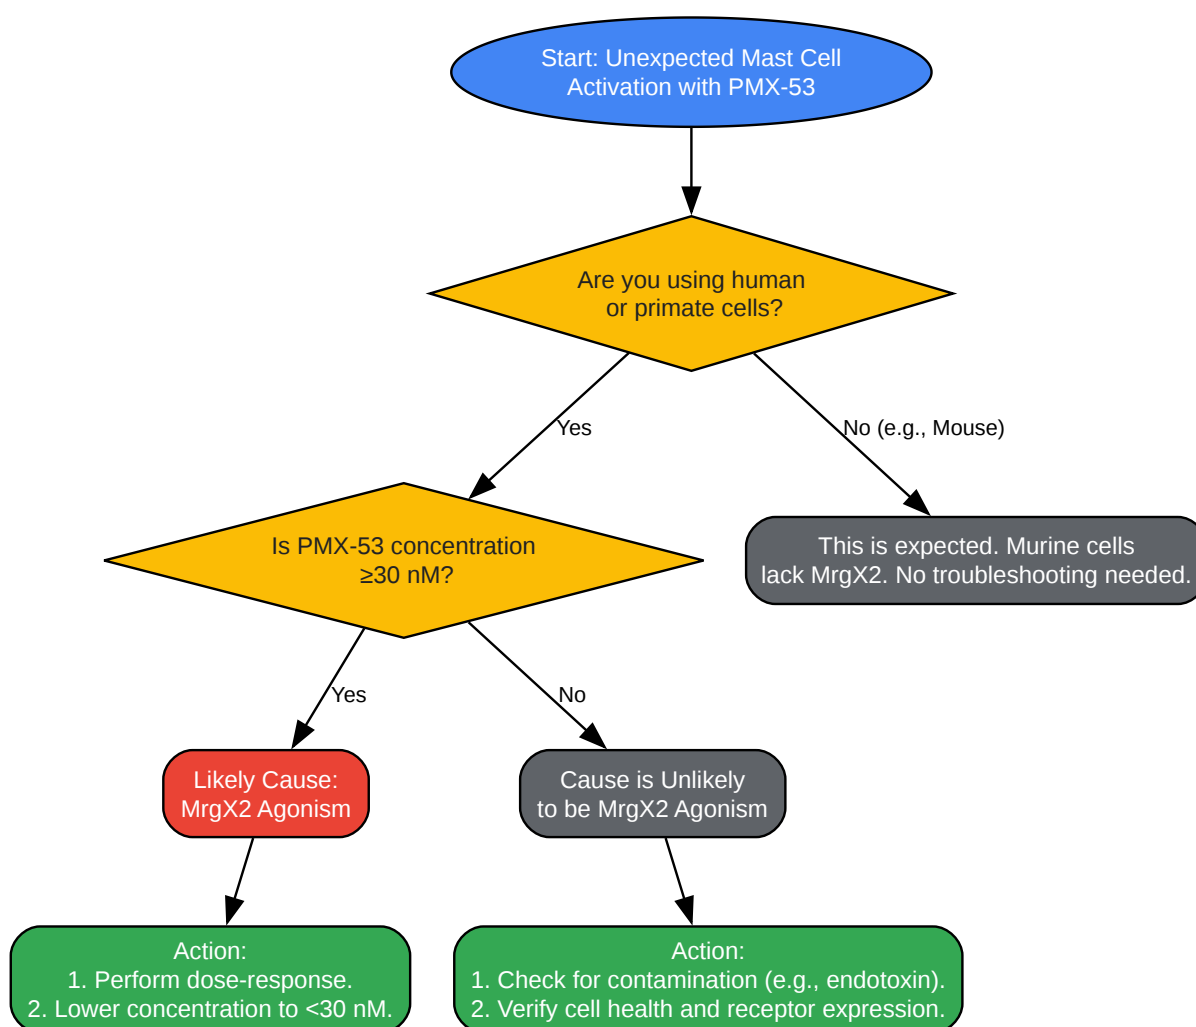 Start: Unexpected Mast Cell
Activation with PMX-53
Are you using human
or primate cells?
Yes
No (e.g., Mouse)
Is PMX-53 concentration
≥30 nM?
This is expected. Murine cells
lack MrgX2. No troubleshooting needed.
Yes
No
Likely Cause:
MrgX2 Agonism
Cause is Unlikely
to be MrgX2 Agonism
Action:
1. Perform dose-response.
2. Lower concentration to <30 nM.
Action:
1. Check for contamination (e.g., endotoxin).
2. Verify cell health and receptor expression.